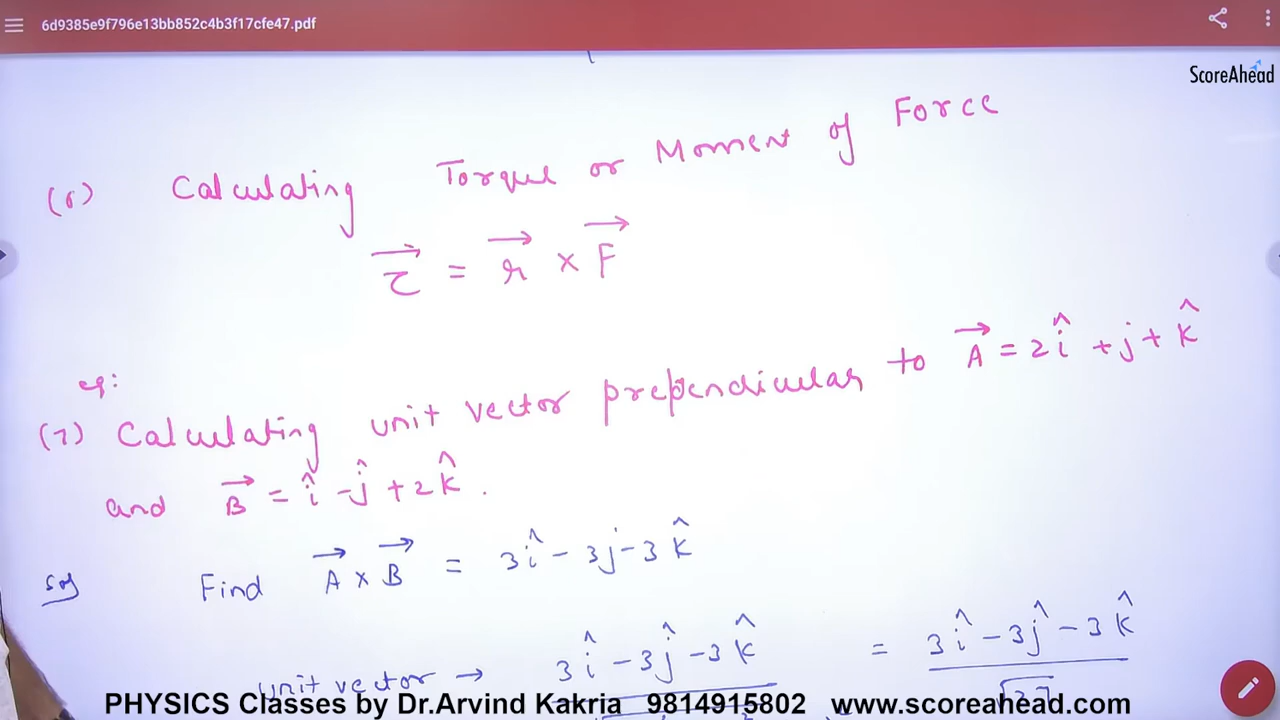 6d9385e9f796e13bb852c4b3f17cfe47.pdf
ScoreAhead
(6) Calculating Torque or Moment of Force
τ⃗ = r⃗ × F⃗
eg:
(7) Calculating unit vector prependicular to A⃗ = 2î + j + k̂
and B⃗ = î - ĵ + 2k̂ .
Sol Find A⃗ × B⃗ = 3î - 3j - 3k̂
unit vector → 3î - 3ĵ - 3k̂ = 3î - 3ĵ - 3k̂
√27
PHYSICS Classes by Dr.Arvind Kakria 9814915802 www.scoreahead.com